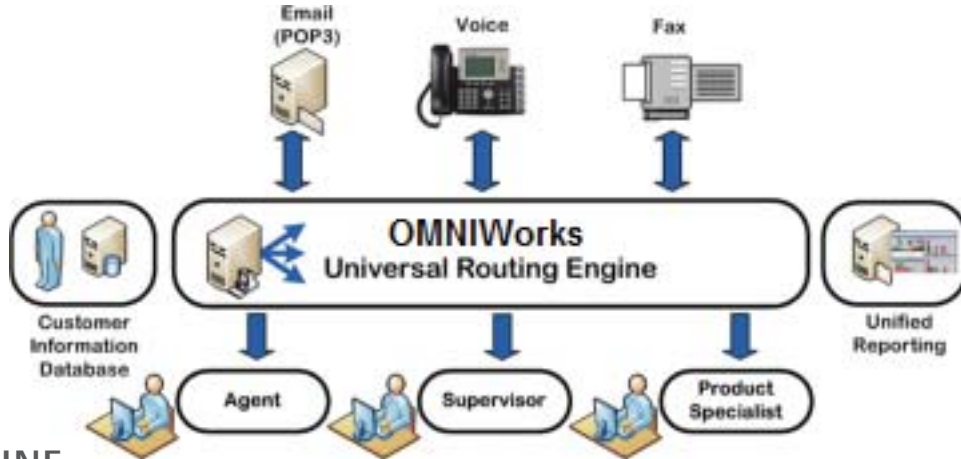 Email
(POP3)
Voice
Fax
OMNIWorks
Universal Routing Engine
Customer
Information
Database
Unified
Reporting
Agent
Supervisor
Product
Specialist